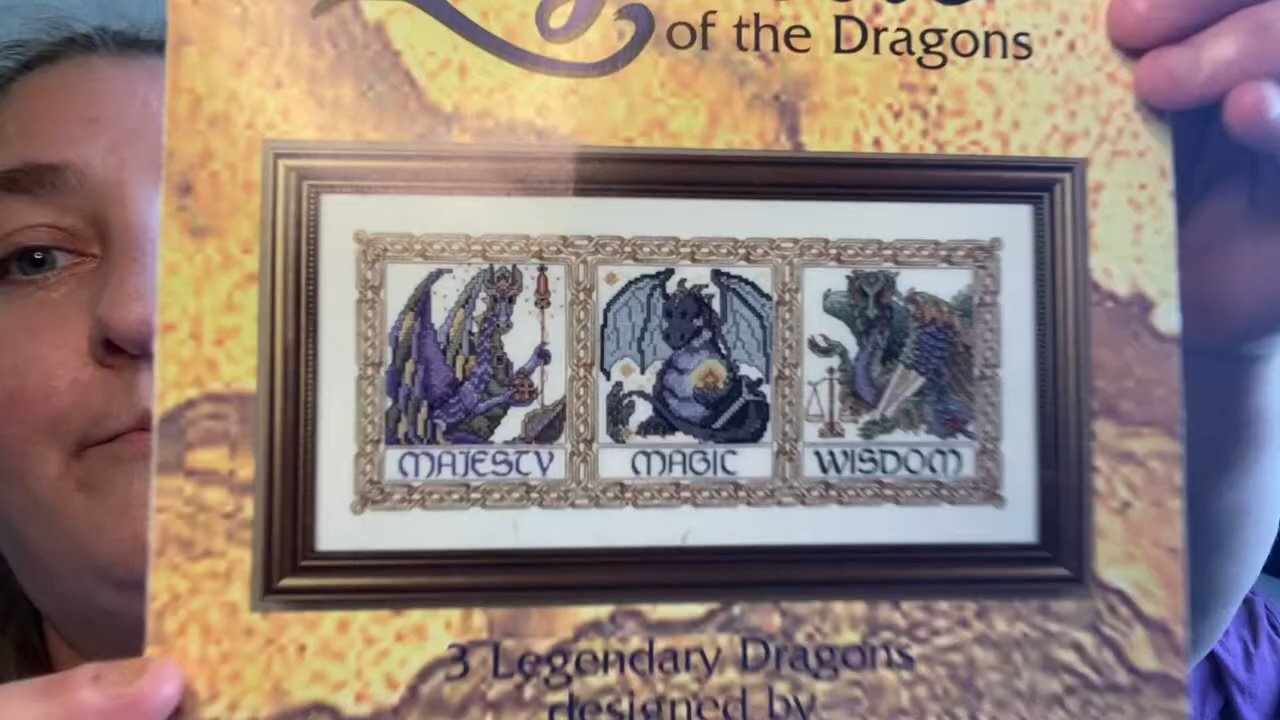 of the Dragons
MAJESTY
MAGIC
WISDOM
3 Legendary Dragons
designed by